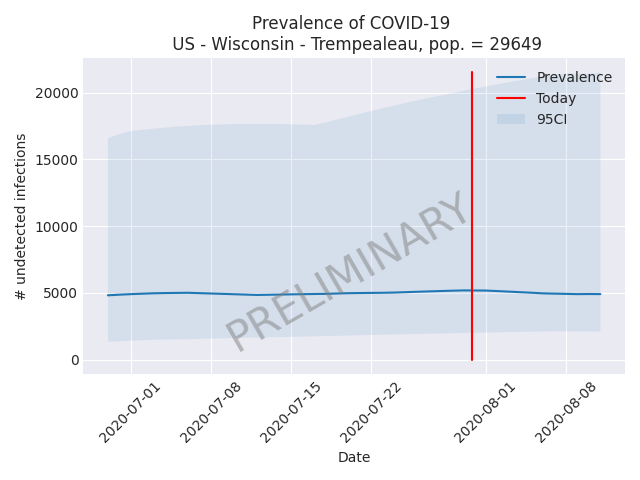 Prevalence of COVID-19
US - Wisconsin - Trempealeau, pop. = 29649
# undetected infections
20000
15000
10000
5000
0
Prevalence
Today
95CI
PRELIMINARY
2020-07-01
2020-07-08
2020-07-15
2020-07-22
2020-08-01
2020-08-08
Date